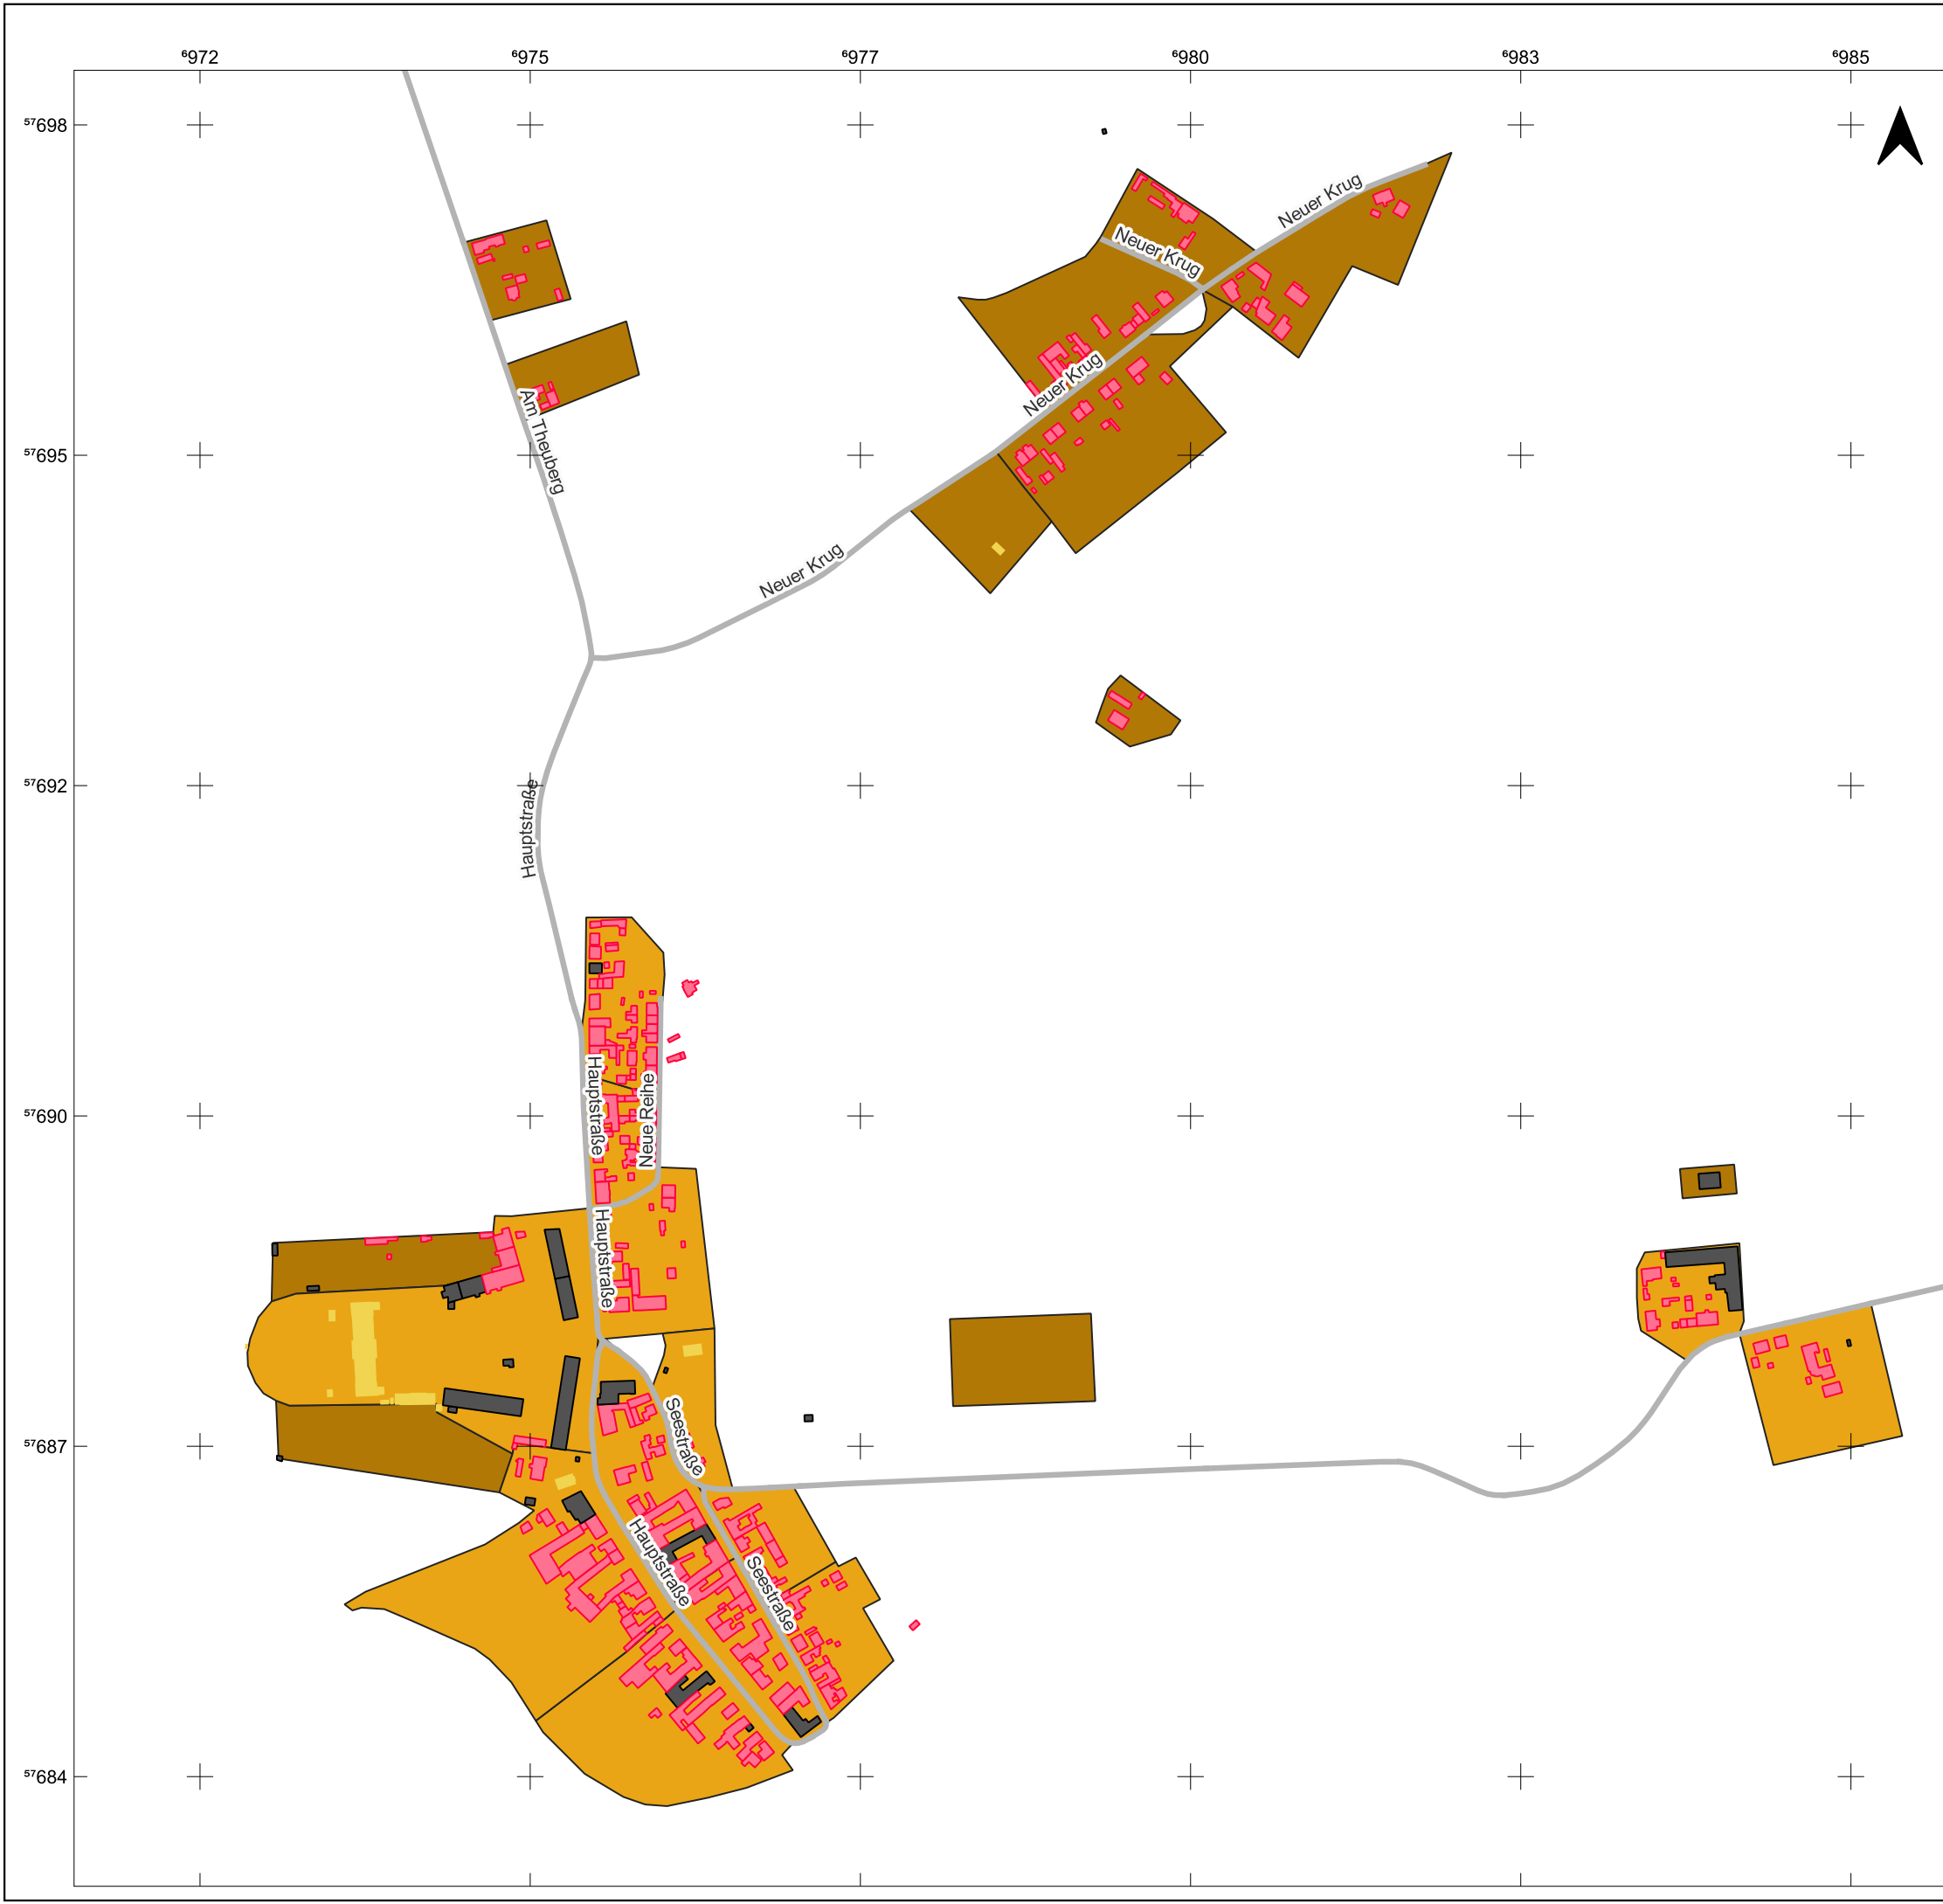 ⁶972 ⁶975 ⁶977 ⁶980 ⁶983 ⁶985
⁵⁷698
Neuer Krug
Neuer Krug
Neuer Krug
Am Theuberg
⁵⁷695
Neuer Krug
⁵⁷692
Hauptstraße
⁵⁷690
Hauptstraße
Neue Reihe
Hauptstraße
Seestraße
⁵⁷687
Hauptstraße
Seestraße
⁵⁷684